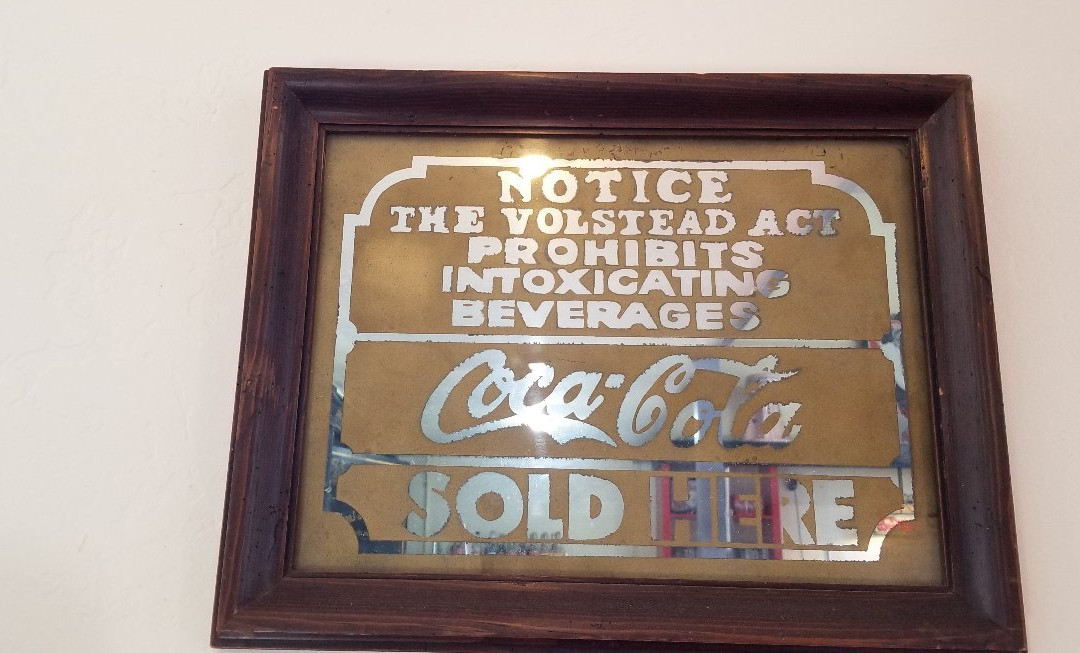 NOTICE
THE VOLSTEAD ACT
PROHIBITS
INTOXICATING
BEVERAGES
Coca-Cola
SOLD HERE